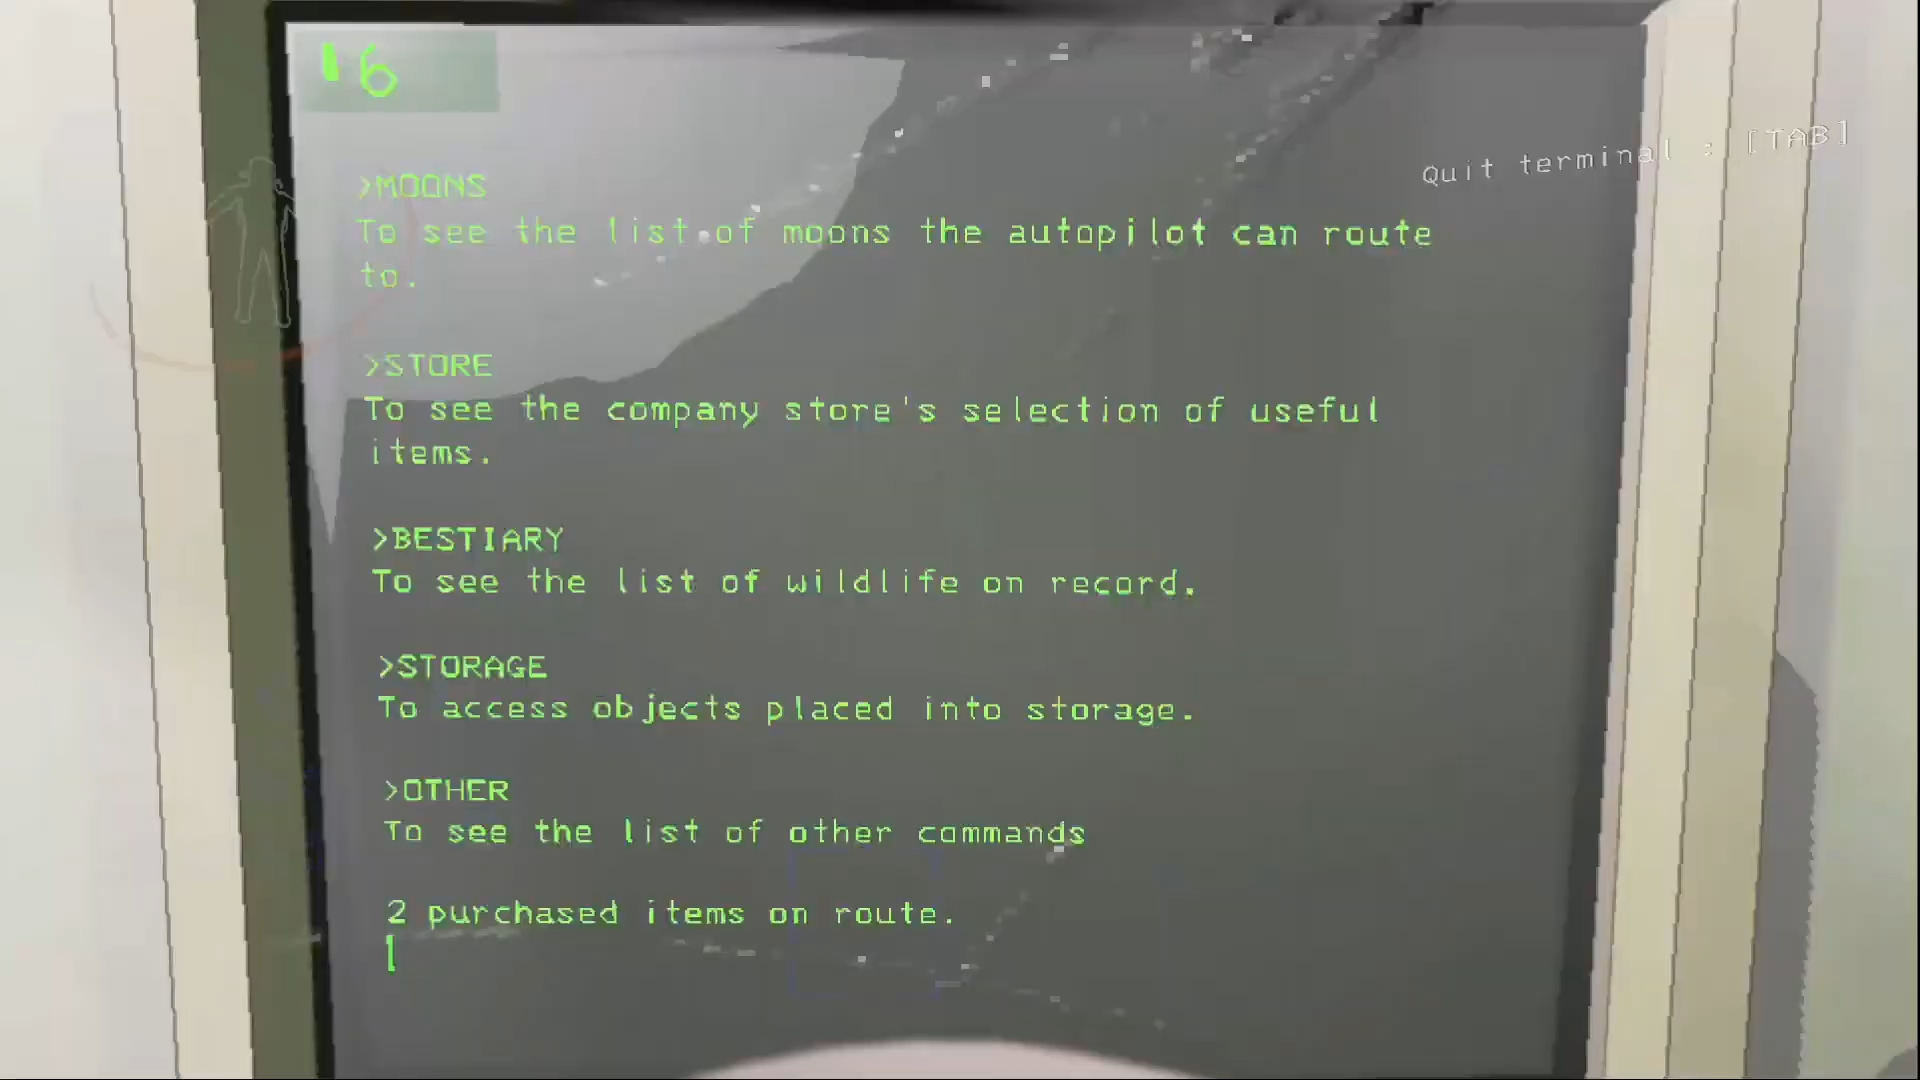 ▮6
Quit terminal : [TAB]
>MOONS
To see the list of moons the autopilot can route
to.
>STORE
To see the company store's selection of useful
items.
>BESTIARY
To see the list of wildlife on record.
>STORAGE
To access objects placed into storage.
>OTHER
To see the list of other commands
2 purchased items on route.